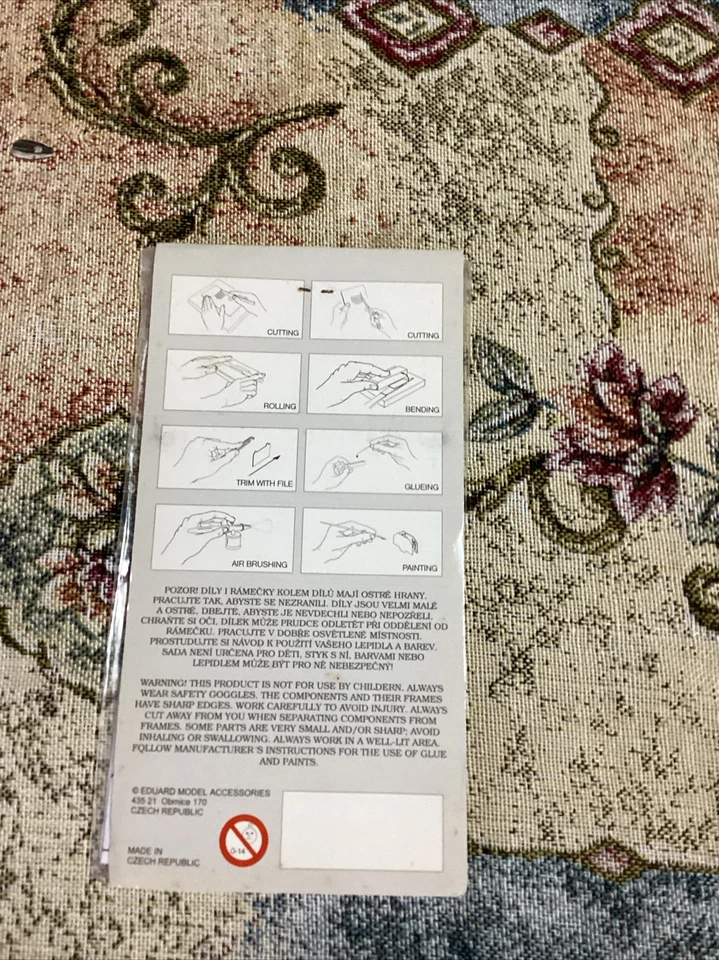 CUTTING
CUTTING
ROLLING
BENDING
TRIM WITH FILE
GLUEING
AIR BRUSHING
PAINTING
POZOR! DÍLY I RÁMEČKY KOLEM DÍLŮ MAJÍ OSTRÉ HRANY.
PRACUJTE TAK, ABYSTE SE NEZRANILI. DÍLY JSOU VELMI MALÉ
A OSTRÉ, DBEJTE, ABYSTE JE NEVDECHLI NEBO NEPOZŘELI.
CHRAŇTE SI OČI, DÍLEK MŮŽE PRUDCE ODLETĚT PŘI ODDĚLENÍ OD
RÁMEČKU. PRACUJTE V DOBŘE OSVĚTLENÉ MÍSTNOSTI.
PROSTUDUJTE SI NÁVOD K POUŽITÍ VAŠEHO LEPIDLA A BAREV.
SADA NENÍ URČENA PRO DĚTI, STYK S NÍ, BARVAMI NEBO
LEPIDLEM MŮŽE BÝT PRO NĚ NEBEZPEČNÝ!
WARNING! THIS PRODUCT IS NOT FOR USE BY CHILDERN. ALWAYS
WEAR SAFETY GOGGLES. THE COMPONENTS AND THEIR FRAMES
HAVE SHARP EDGES. WORK CAREFULLY TO AVOID INJURY. ALWAYS
CUT AWAY FROM YOU WHEN SEPARATING COMPONENTS FROM
FRAMES. SOME PARTS ARE VERY SMALL AND/OR SHARP; AVOID
INHALING OR SWALLOWING. ALWAYS WORK IN A WELL-LIT AREA.
FOLLOW MANUFACTURER'S INSTRUCTIONS FOR THE USE OF GLUE
AND PAINTS.
© EDUARD MODEL ACCESSORIES
435 21 Obrnice 170
CZECH REPUBLIC
0-14
MADE IN
CZECH REPUBLIC